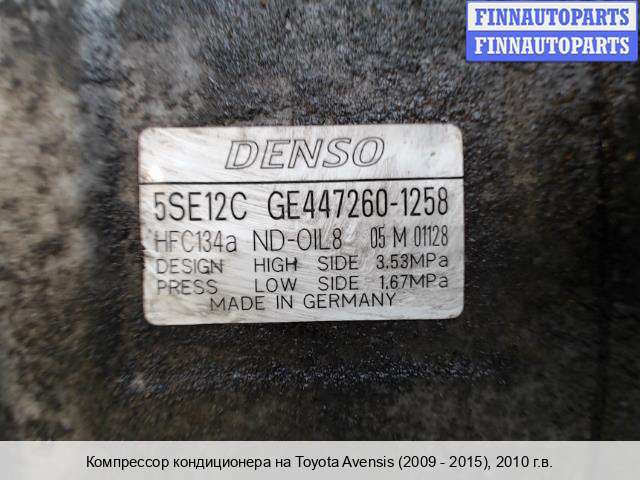 FINNAUTOPARTS
FINNAUTOPARTS
DENSO
5SE12C GE447260-1258
HFC134a ND-OIL8 05 M 01128
DESIGN HIGH SIDE 3.53MPa
PRESS LOW SIDE 1.67MPa
MADE IN GERMANY
Компрессор кондиционера на Toyota Avensis (2009 - 2015), 2010 г.в.